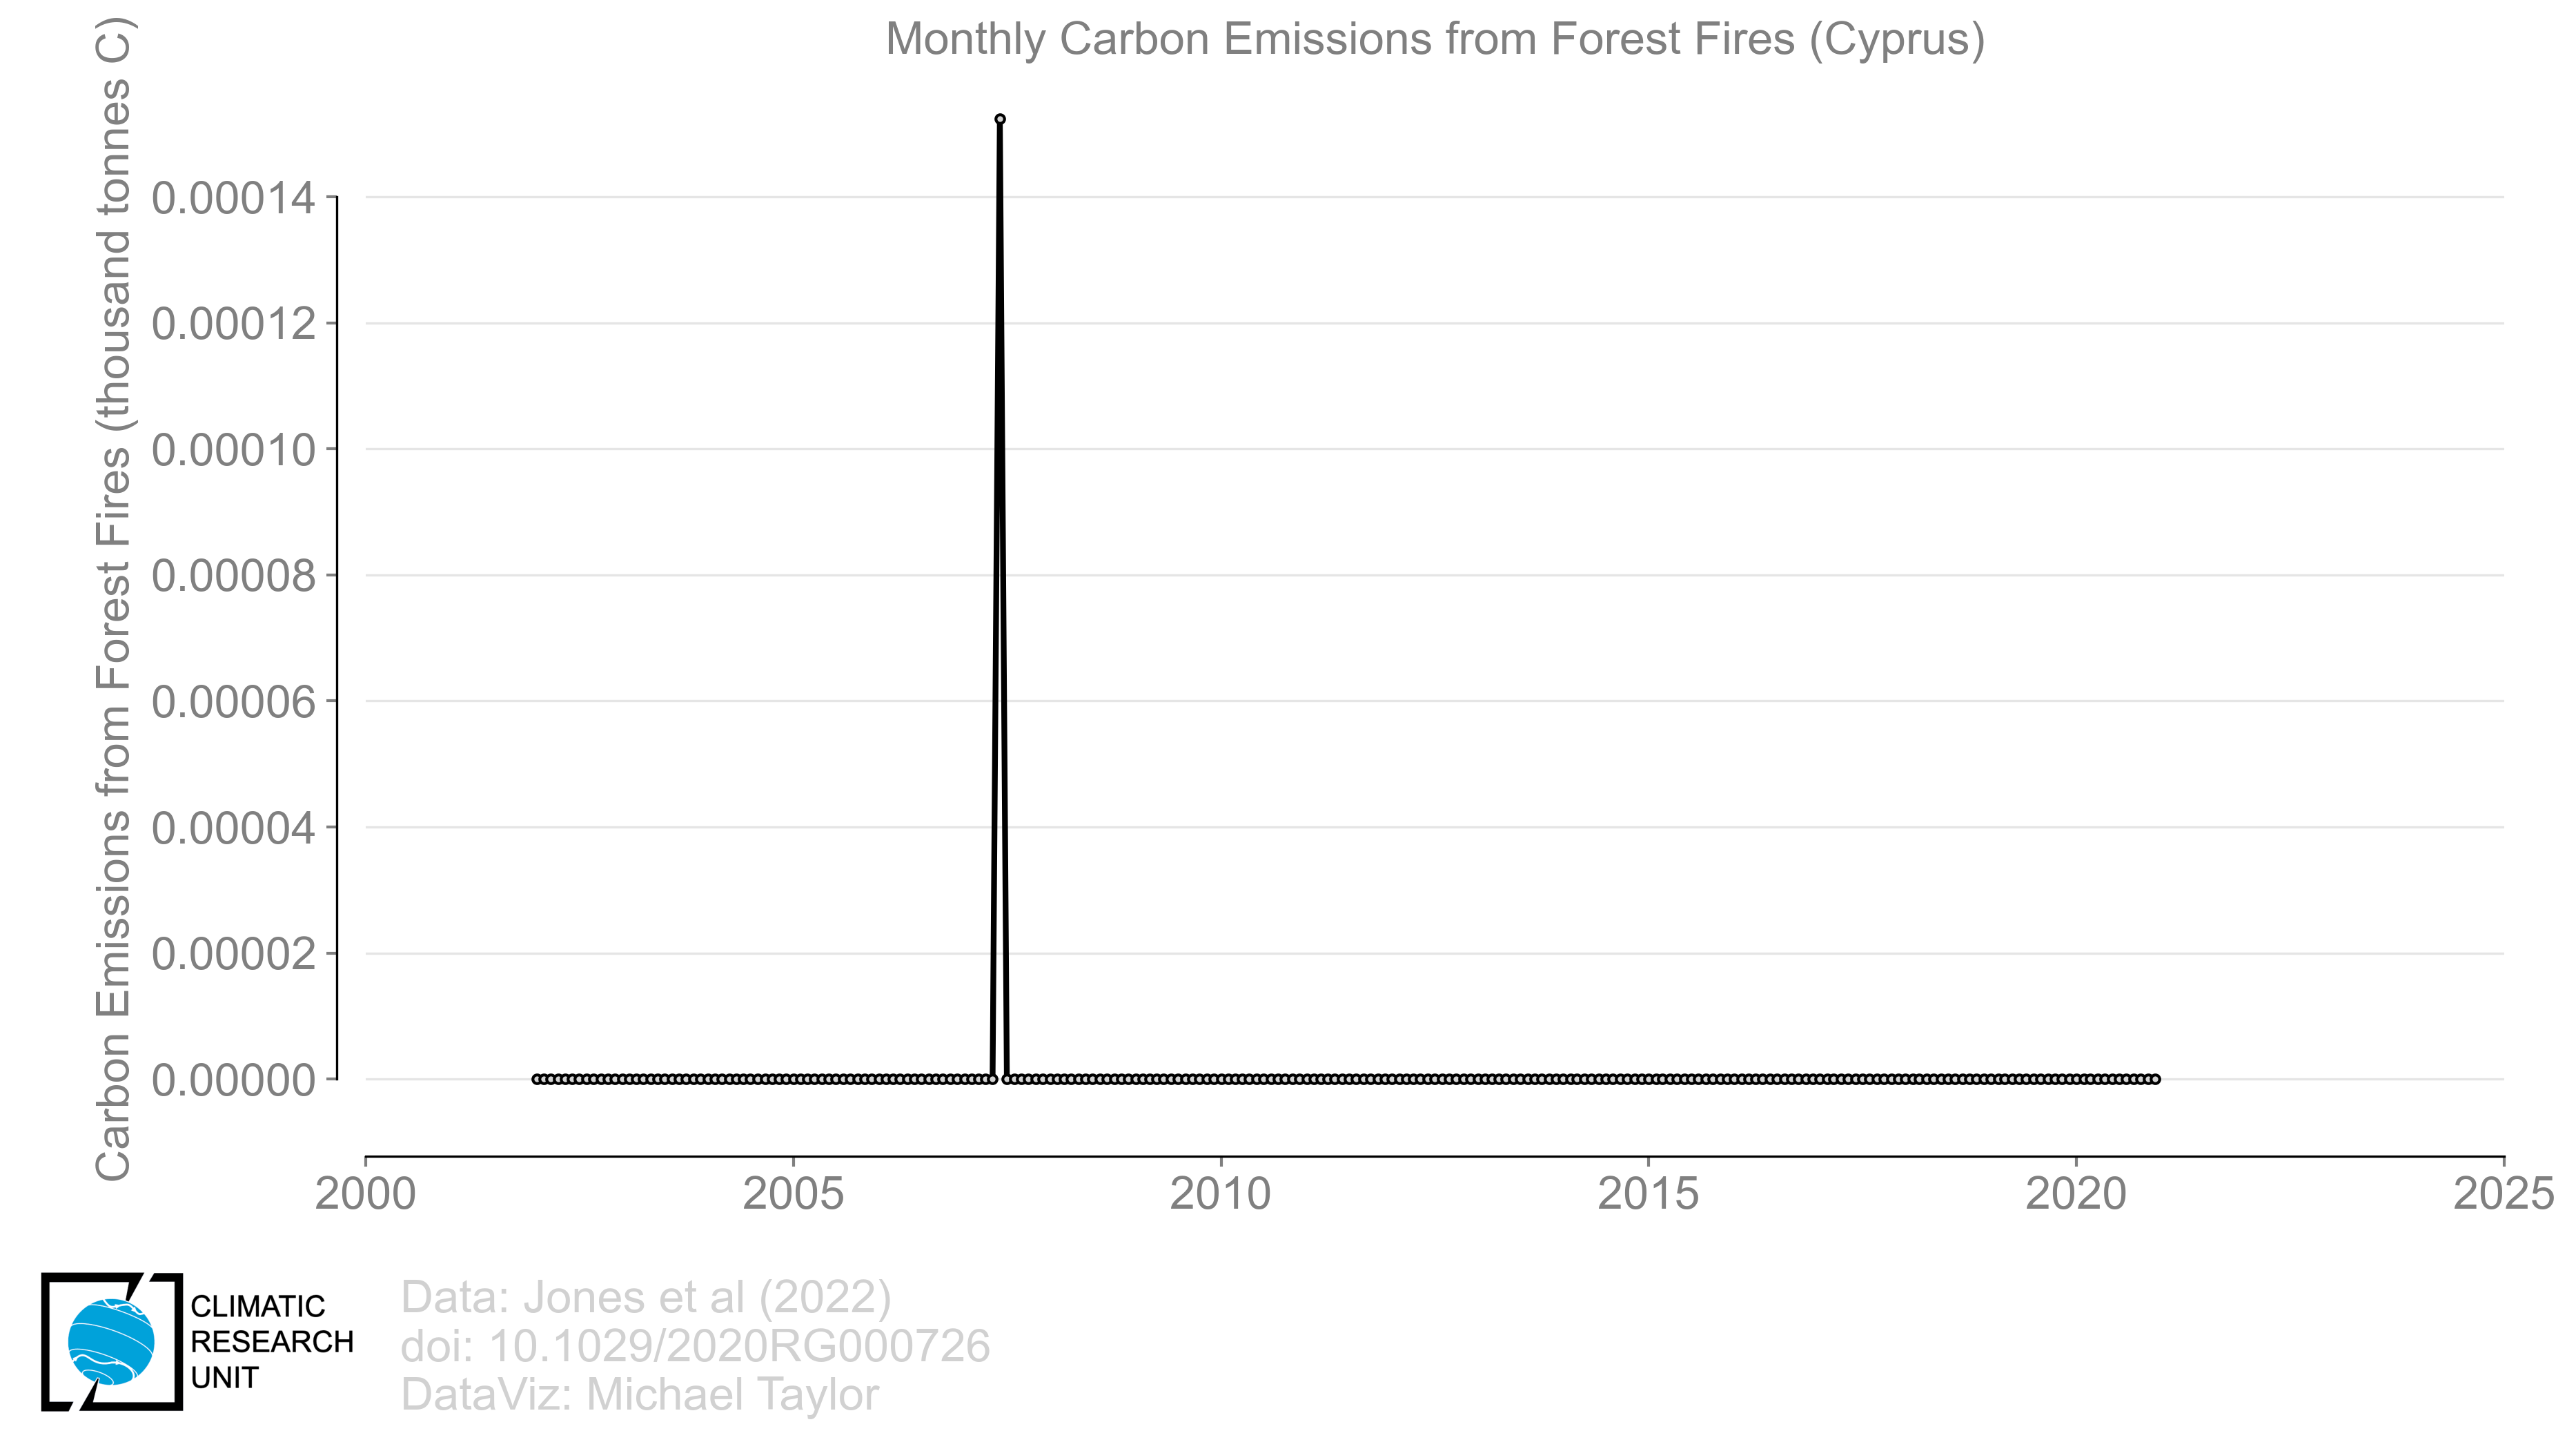 Monthly Carbon Emissions from Forest Fires (Cyprus)
Carbon Emissions from Forest Fires (thousand tonnes C)
0.00014
0.00012
0.00010
0.00008
0.00006
0.00004
0.00002
0.00000
2000 2005 2010 2015 2020 2025
CLIMATIC
RESEARCH
UNIT
Data: Jones et al (2022)
doi: 10.1029/2020RG000726
DataViz: Michael Taylor